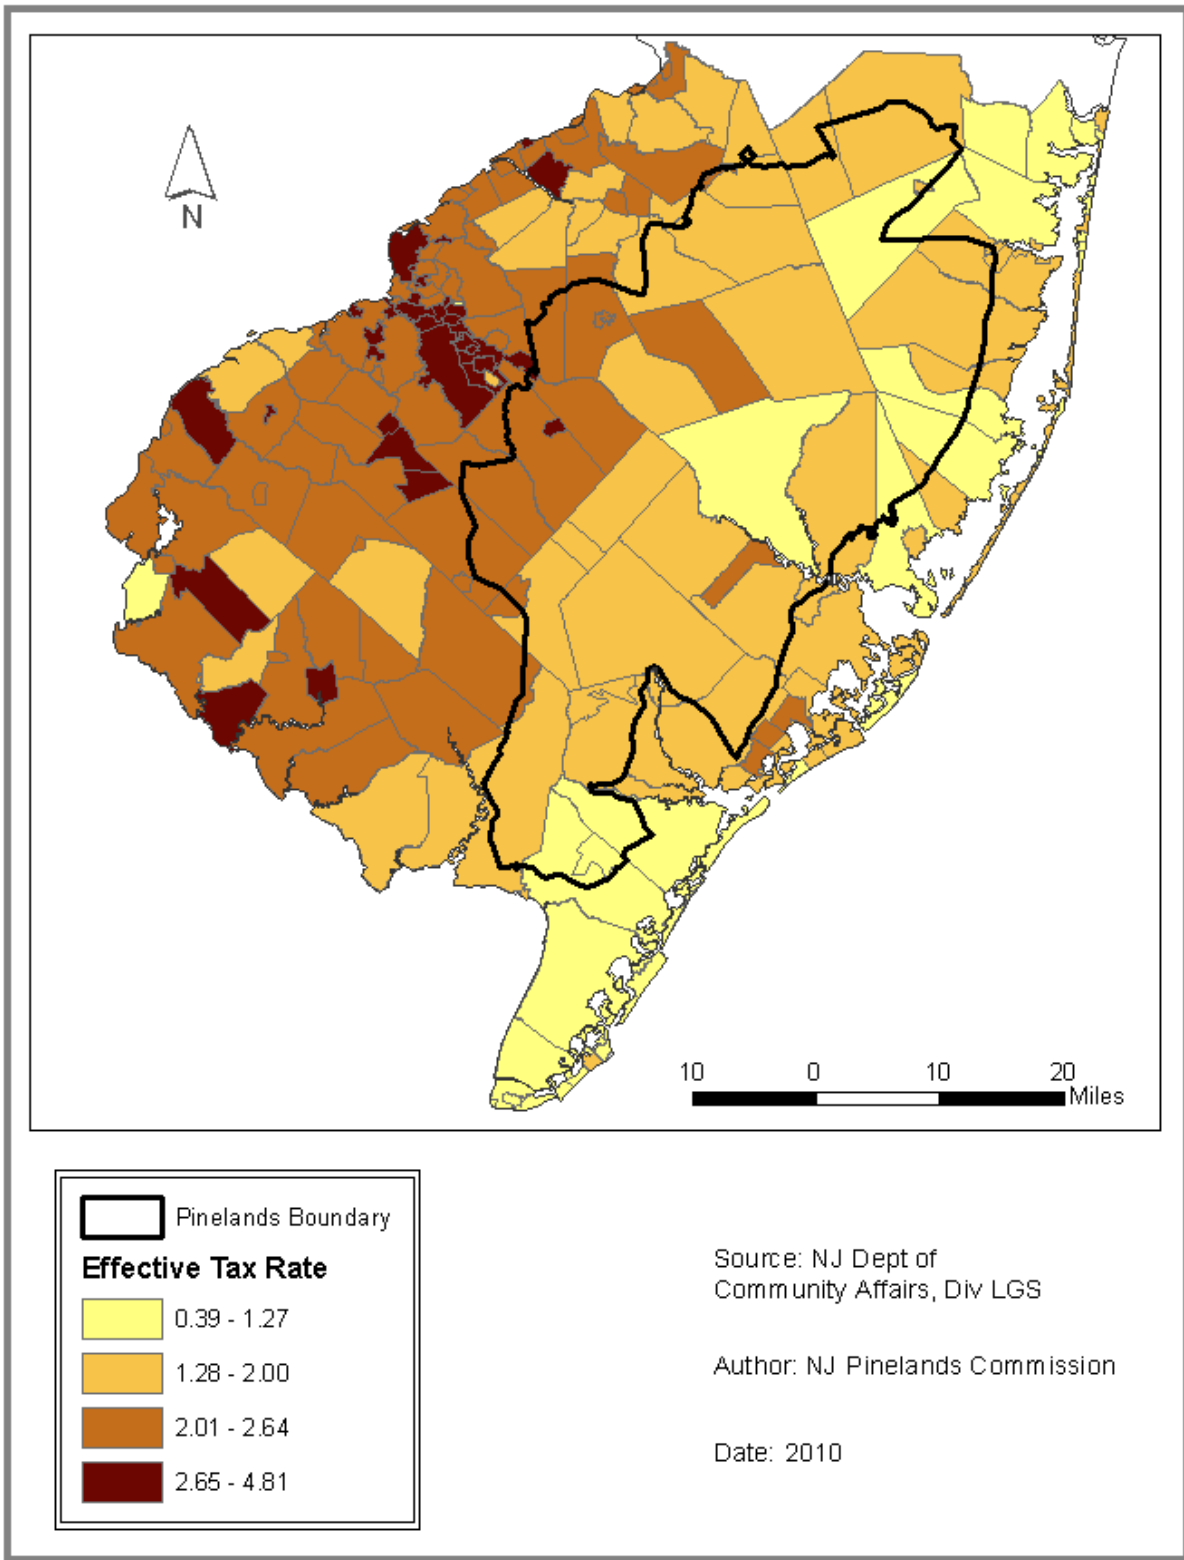 N
10 0 10 20
Miles
Pinelands Boundary
Effective Tax Rate
0.39 - 1.27
1.28 - 2.00
2.01 - 2.64
2.65 - 4.81
Source: NJ Dept of
Community Affairs, Div LGS
Author: NJ Pinelands Commission
Date: 2010